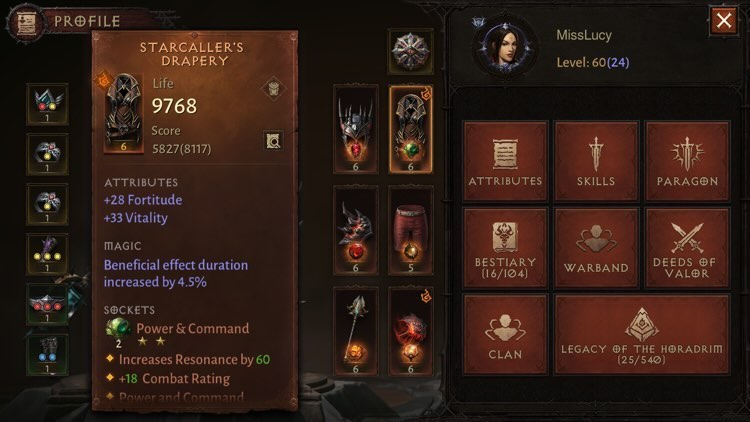 PROFILE
STARCALLER'S
DRAPERY
Life
9768
Score
5827(8117)
6
ATTRIBUTES
+28 Fortitude
+33 Vitality
MAGIC
Beneficial effect duration
increased by 4.5%
SOCKETS
Power & Command
2
Increases Resonance by 60
+18 Combat Rating
Power and Command
1
1
1
1
1
1
6
6
6
5
6
6
MissLucy
Level: 60(24)
ATTRIBUTES
SKILLS
PARAGON
BESTIARY
(16/104)
WARBAND
DEEDS OF
VALOR
CLAN
LEGACY OF THE HORADRIM
(25/540)